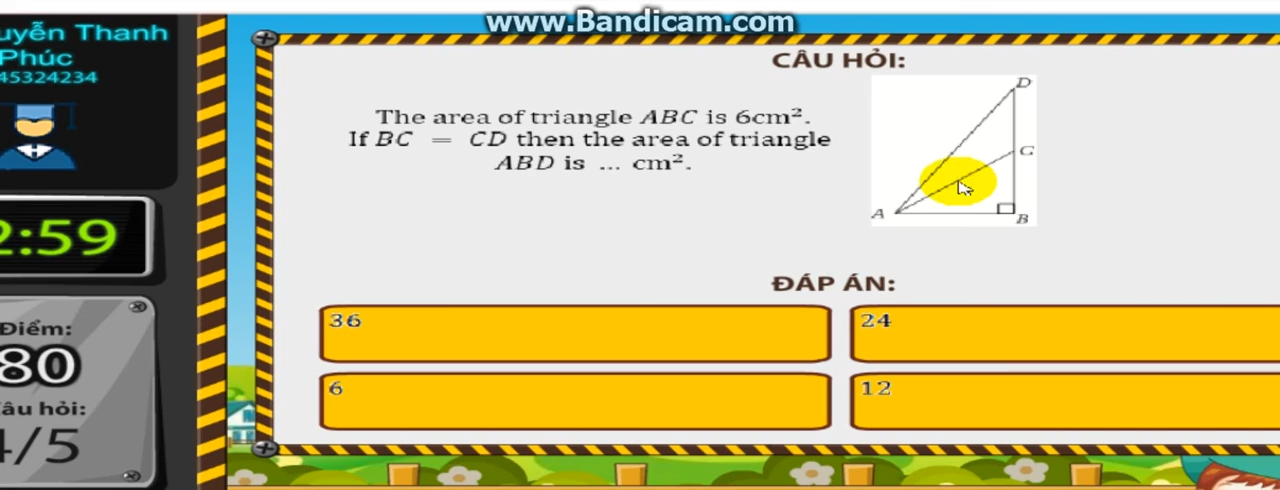 www.Bandicam.com
uyễn Thanh
Phúc
45324234
2:59
Điểm:
80
âu hỏi:
4/5
CÂU HỎI:
The area of triangle ABC is 6cm².
If BC = CD then the area of triangle
ABD is ... cm².
D
C
A
B
ĐÁP ÁN:
36
24
6
12